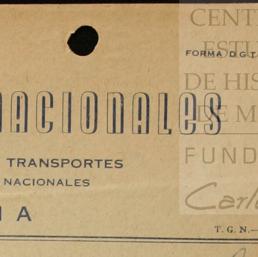 CENT
ESTU
FORMA D.G.T
DE HIS
NACIONALES
DE M
TRANSPORTES
FUND
NACIONALES
Carl
I A
T. G. N.—